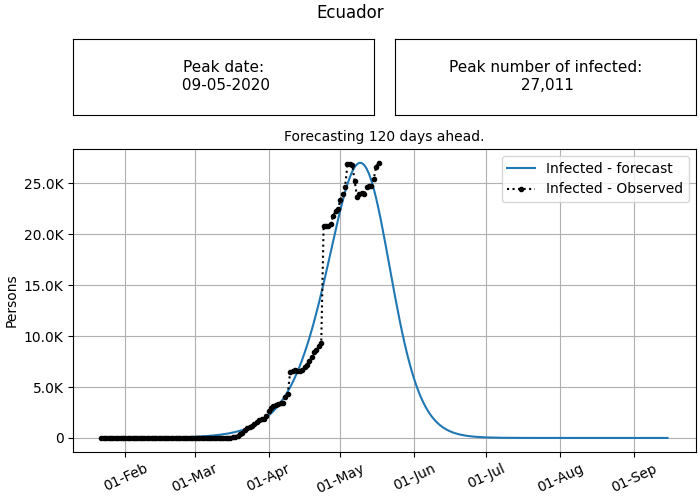 Ecuador
Peak date:
09-05-2020
Peak number of infected:
27,011
Forecasting 120 days ahead.
Infected - forecast
Infected - Observed
Persons
25.0K
20.0K
15.0K
10.0K
5.0K
0
01-Feb
01-Mar
01-Apr
01-May
01-Jun
01-Jul
01-Aug
01-Sep